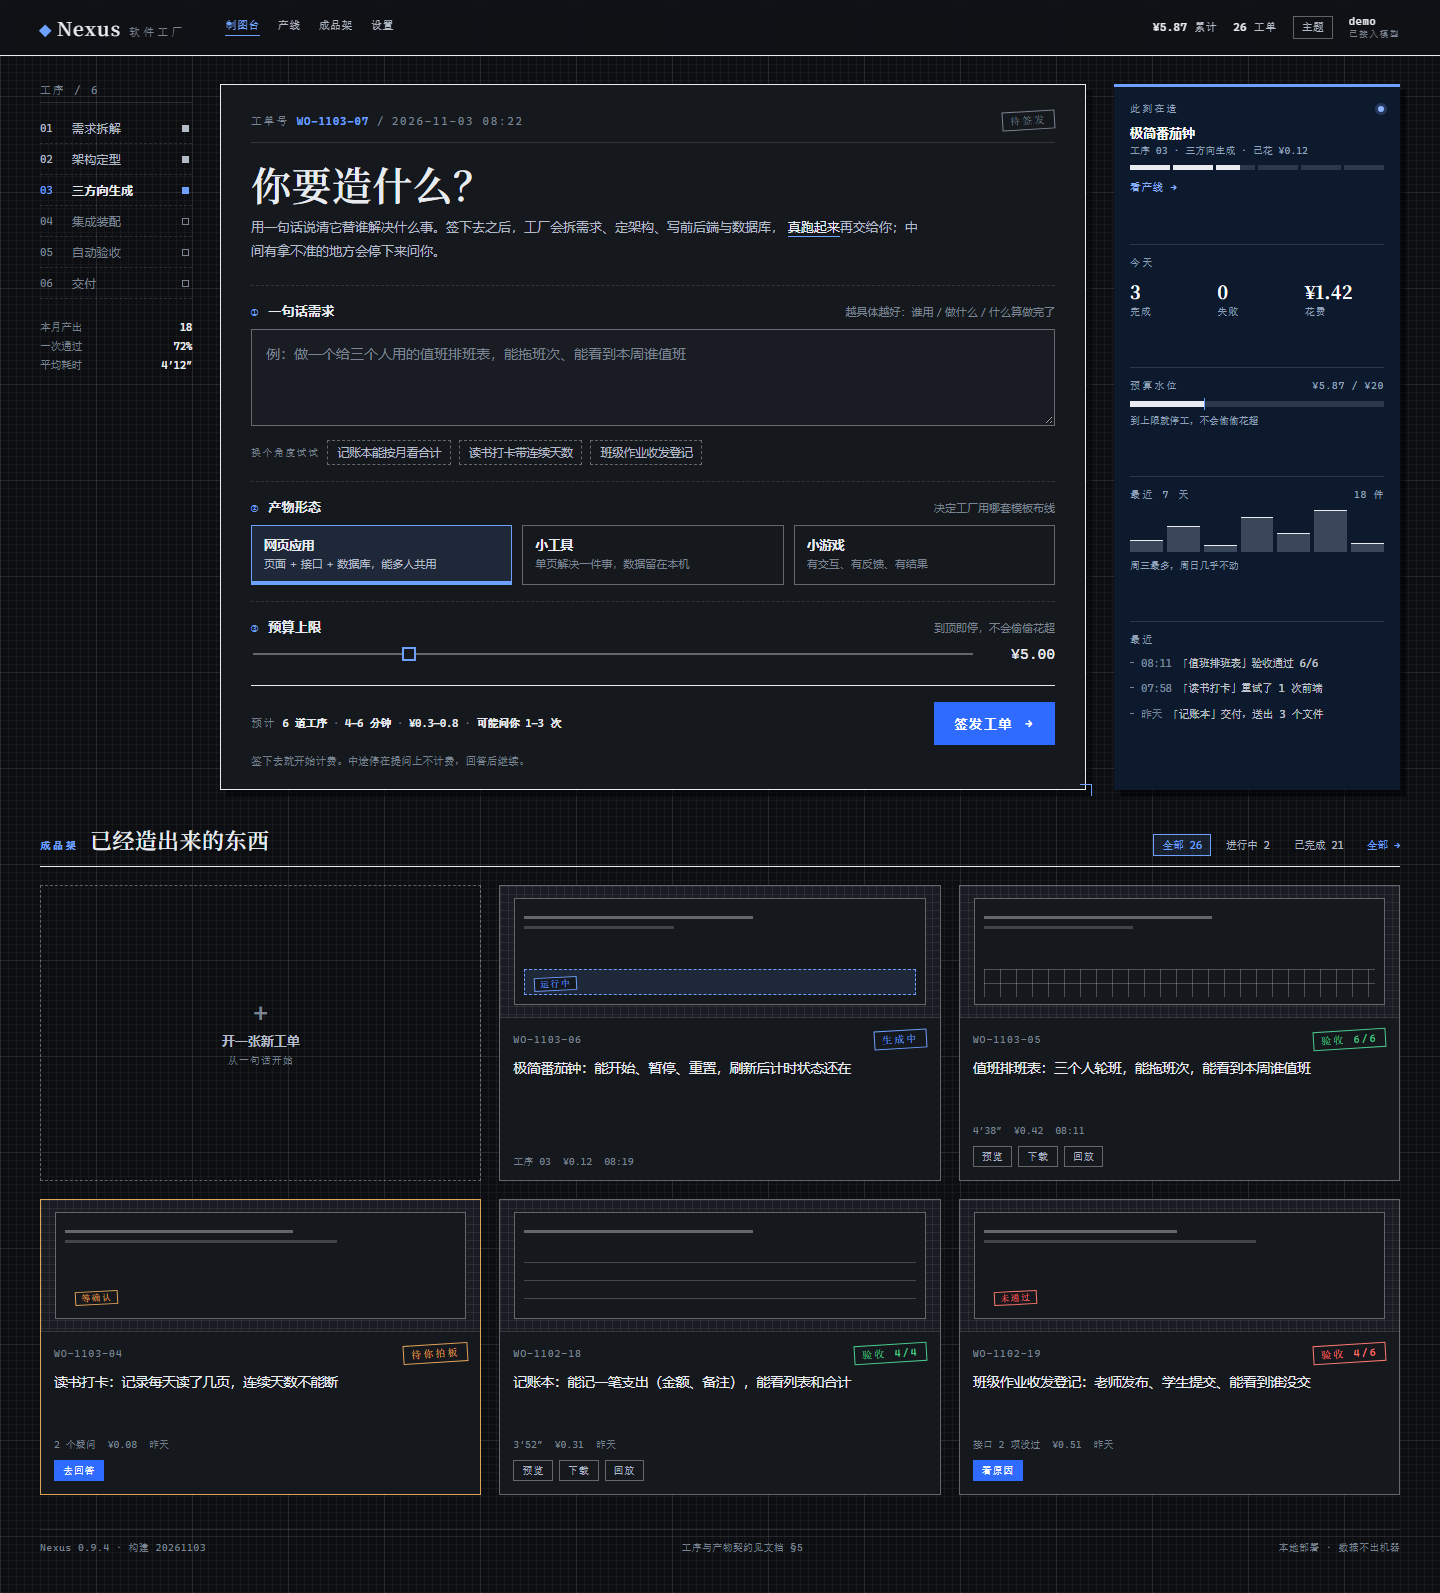 Nexus 软件工厂
制图台 产线 成品架 设置
¥5.87 累计 26 工单 主题 demo
已接入模型
工序 / 6
01 需求拆解
02 架构定型
03 三方向生成
04 集成装配
05 自动验收
06 交付
本月产出 18
一次通过 72%
平均耗时 4′12″
工单号 WO-1103-07 / 2026-11-03 08:22
待签发
你要造什么？
用一句话说清它替谁解决什么事。签下去之后，工厂会拆需求、定架构、写前后端与数据库，真跑起来再交给你；中
间有拿不准的地方会停下来问你。
① 一句话需求 越具体越好：谁用 / 做什么 / 什么算做完了
例：做一个给三个人用的值班排班表，能拖班次、能看到本周谁值班
换个角度试试 记账本能按月看合计 读书打卡带连续天数 班级作业收发登记
② 产物形态 决定工厂用哪套模板布线
网页应用
页面 + 接口 + 数据库，能多人共用
小工具
单页解决一件事，数据留在本机
小游戏
有交互、有反馈、有结果
③ 预算上限 到顶即停，不会偷偷花超
¥5.00
预计 6 道工序 · 4–6 分钟 · ¥0.3–0.8 · 可能问你 1–3 次
签发工单 →
签下去就开始计费。中途停在提问上不计费，回答后继续。
此刻在造
极简番茄钟
工序 03 · 三方向生成 · 已花 ¥0.12
看产线 →
今天
3 0 ¥1.42
完成 失败 花费
预算水位 ¥5.87 / ¥20
到上限就停工，不会偷偷花超
最近 7 天 18 件
周三最多，周日几乎不动
最近
08:11 「值班排班表」验收通过 6/6
07:58 「读书打卡」重试了 1 次前端
昨天 「记账本」交付，送出 3 个文件
成品架 已经造出来的东西
全部 26 进行中 2 已完成 21 全部 →
+
开一张新工单
从一句话开始
运行中
WO-1103-06 生成中
极简番茄钟：能开始、暂停、重置，刷新后计时状态还在
工序 03 ¥0.12 08:19
WO-1103-05 验收 6/6
值班排班表：三个人轮班，能拖班次，能看到本周谁值班
4′38″ ¥0.42 08:11
预览 下载 回放
等确认
WO-1103-04 待你拍板
读书打卡：记录每天读了几页，连续天数不能断
2 个疑问 ¥0.08 昨天
去回答
WO-1102-18 验收 4/4
记账本：能记一笔支出（金额、备注），能看列表和合计
3′52″ ¥0.31 昨天
预览 下载 回放
未通过
WO-1102-19 验收 4/6
班级作业收发登记：老师发布、学生提交、能看到谁没交
接口 2 项没过 ¥0.51 昨天
看原因
Nexus 0.9.4 · 构建 20261103
工序与产物契约见文档 §5
本地部署 · 数据不出机器